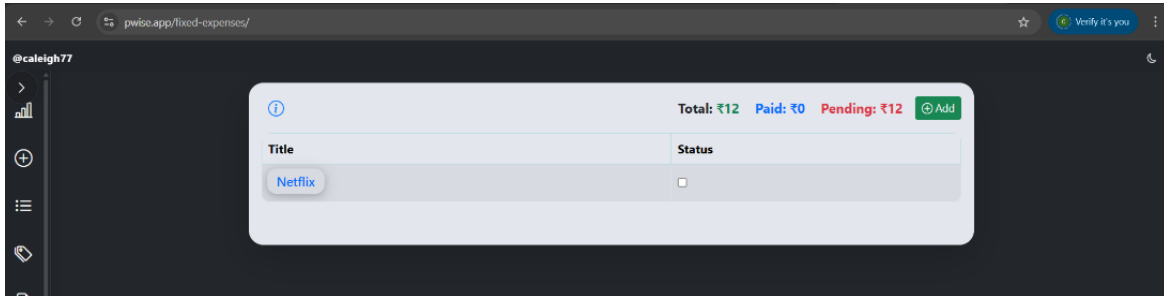 pwise.app/fixed-expenses/ Verify it's you
@caleigh77
Total: ₹12 Paid: ₹0 Pending: ₹12 Add
Title Status
Netflix